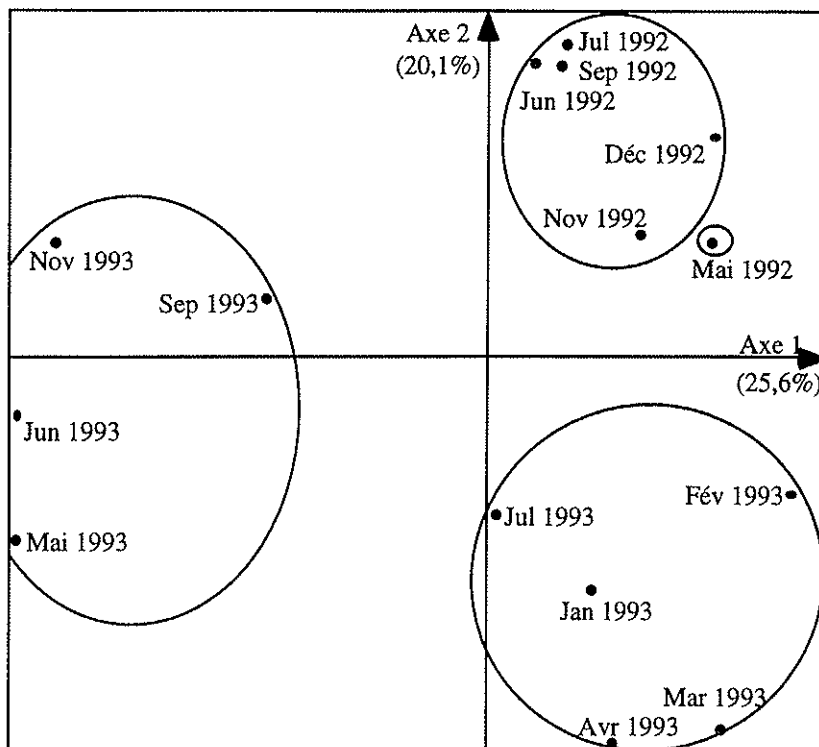 Axe 2
(20,1%)
Jul 1992
Sep 1992
Jun 1992
Déc 1992
Nov 1992
Mai 1992
Nov 1993
Sep 1993
Axe 1
(25,6%)
Jun 1993
Mai 1993
Fév 1993
Jul 1993
Jan 1993
Mar 1993
Avr 1993